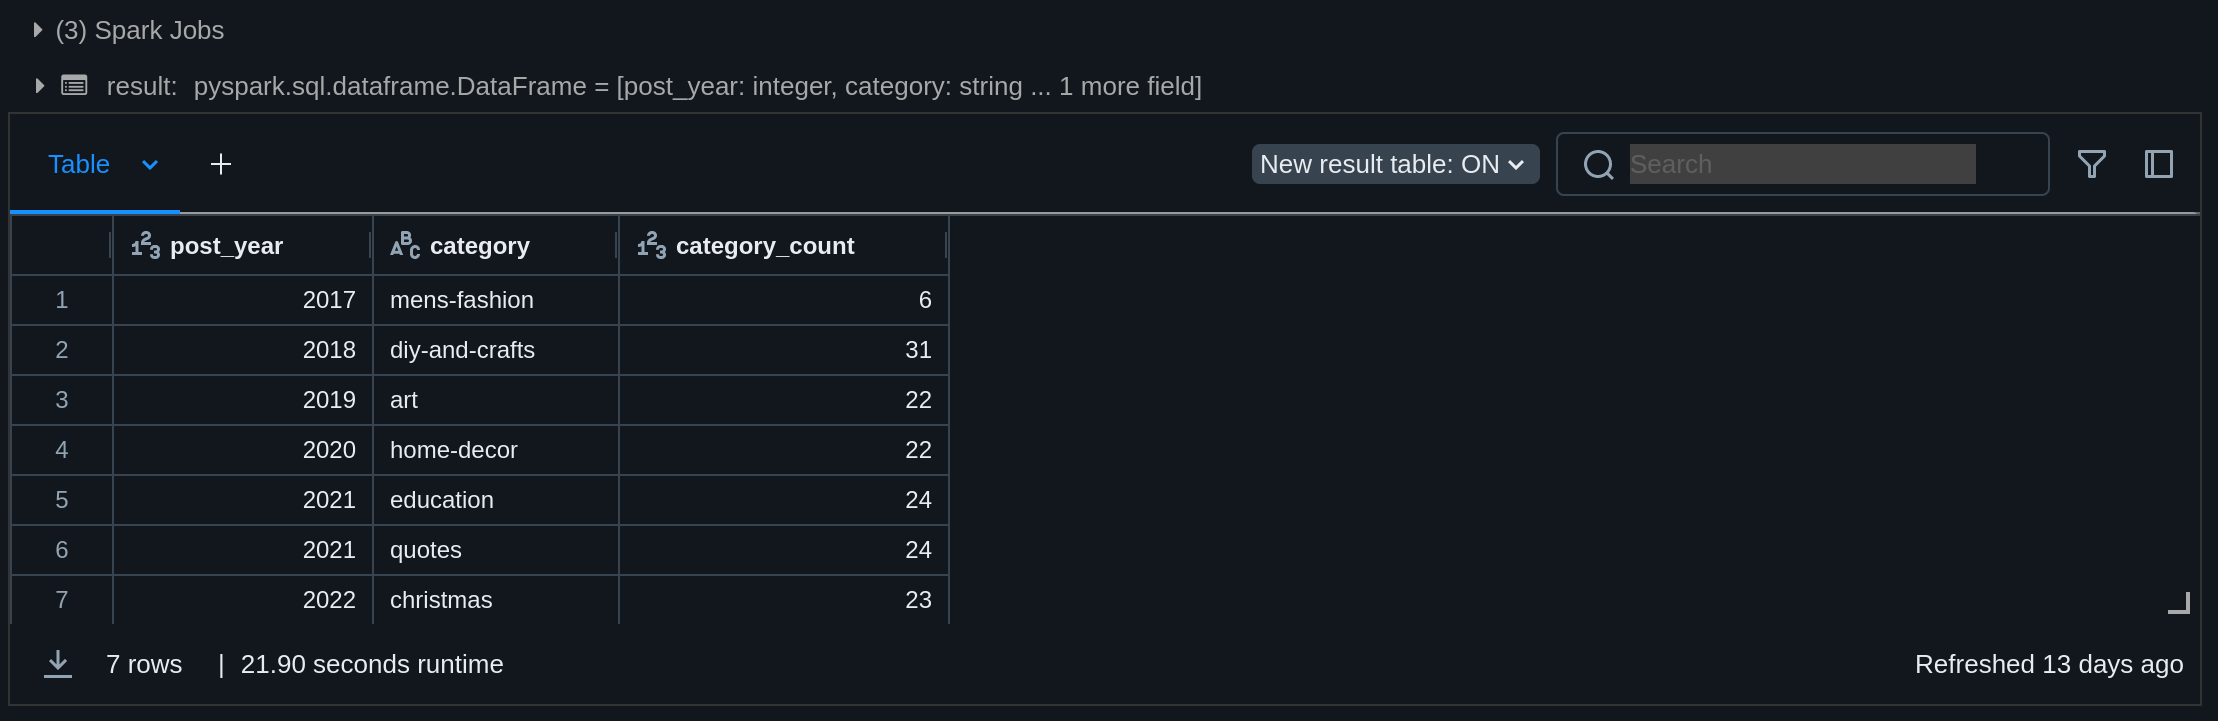 (3) Spark Jobs
result: pyspark.sql.dataframe.DataFrame = [post_year: integer, category: string ... 1 more field]
Table New result table: ON Search
123 post_year ABC category 123 category_count
1 2017 mens-fashion 6
2 2018 diy-and-crafts 31
3 2019 art 22
4 2020 home-decor 22
5 2021 education 24
6 2021 quotes 24
7 2022 christmas 23
7 rows | 21.90 seconds runtime Refreshed 13 days ago